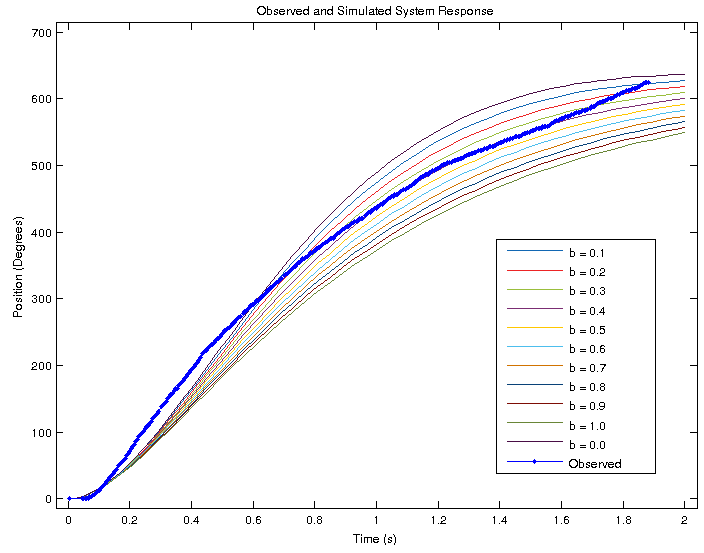 Observed and Simulated System Response
700
600
500
400
300
200
100
0
Position (Degrees)
0
0.2
0.4
0.6
0.8
1
1.2
1.4
1.6
1.8
2
Time (s)
b = 0.1
b = 0.2
b = 0.3
b = 0.4
b = 0.5
b = 0.6
b = 0.7
b = 0.8
b = 0.9
b = 1.0
b = 0.0
Observed